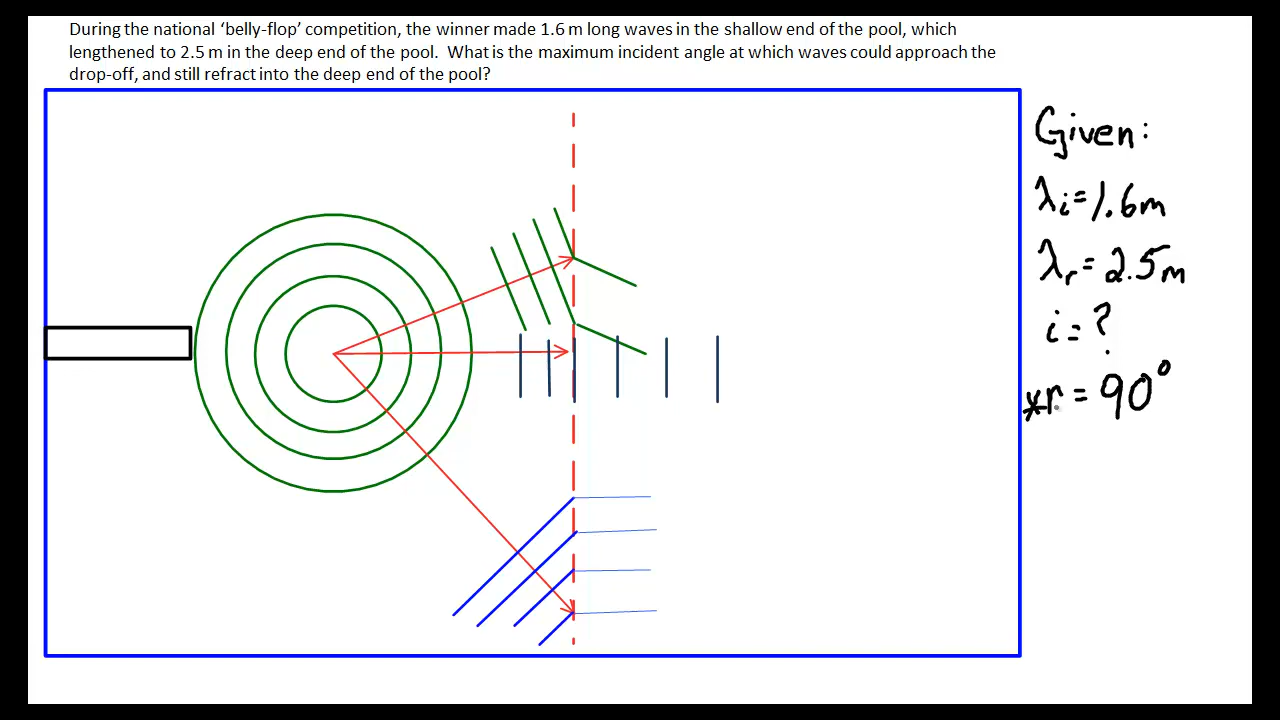 During the national ‘belly-flop’ competition, the winner made 1.6 m long waves in the shallow end of the pool, which
lengthened to 2.5 m in the deep end of the pool.  What is the maximum incident angle at which waves could approach the
drop-off, and still refract into the deep end of the pool?
Given:
λi=1.6m
λr=2.5m
i=?
*r=90°